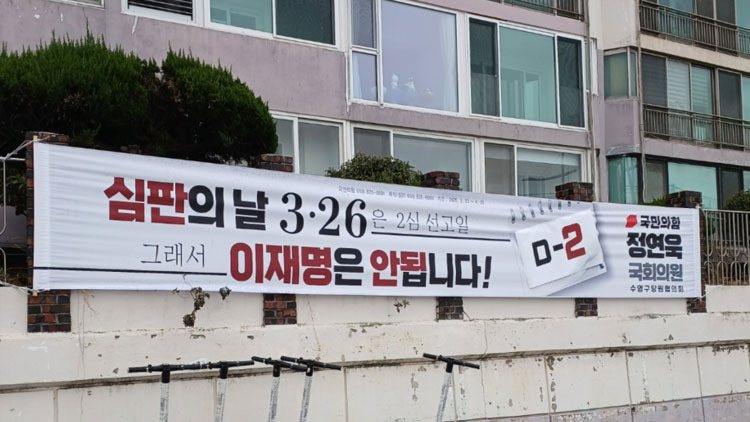 심판의 날 3·26은 2심 선고일
그래서 이재명은 안됩니다!
D-2
국민의힘
정연욱
국회의원
수영구당원협의회